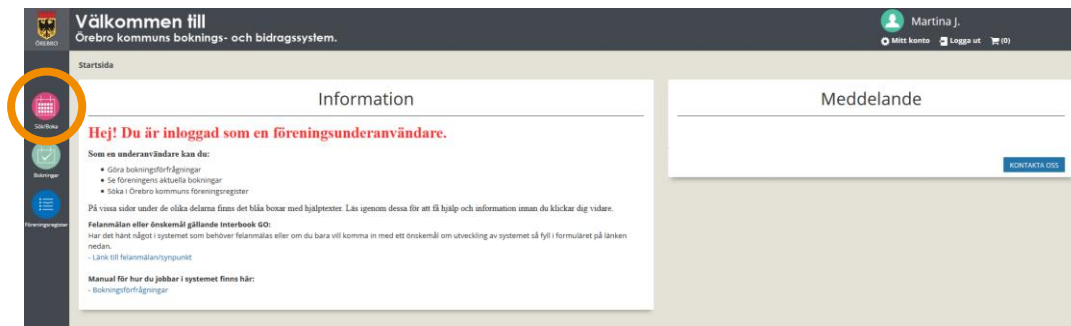 ÖREBRO
Välkommen till
Örebro kommuns boknings- och bidragssystem.
Martina J.
Mitt konto Logga ut (0)
Startsida
Sök/Boka
Bokningar
Föreningsregister
Information
Hej! Du är inloggad som en föreningsunderanvändare.
Som en underanvändare kan du:
• Göra bokningsförfrågningar
• Se föreningens aktuella bokningar
• Söka i Örebro kommuns föreningsregister
På vissa sidor under de olika delarna finns det blåa boxar med hjälptexter. Läs igenom dessa för att få hjälp och information innan du klickar dig vidare.
Felanmälan eller önskemål gällande Interbook GO:
Har det hänt något i systemet som behöver felanmälas eller om du bara vill komma in med ett önskemål om utveckling av systemet så fyll i formuläret på länken
nedan.
- Länk till felanmälan/synpunkt
Manual för hur du jobbar i systemet finns här:
- Bokningsförfrågningar
Meddelande
KONTAKTA OSS